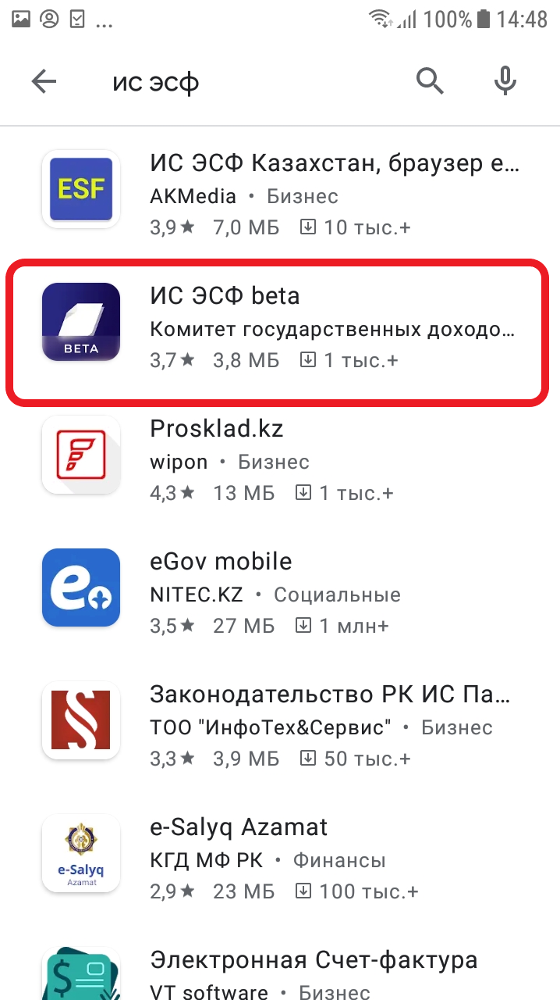 ... 100% 14:48
ис эсф
ESF
ИС ЭСФ Казахстан, браузер е...
AKMedia • Бизнес
3,9★ 7,0 МБ 10 тыс.+
BETA
ИС ЭСФ beta
Комитет государственных доходо...
3,7★ 3,8 МБ 1 тыс.+
Prosklad.kz
wipon • Бизнес
4,3★ 13 МБ 1 тыс.+
eGov mobile
NITEC.KZ • Социальные
3,5★ 27 МБ 1 млн+
Законодательство РК ИС Па...
ТОО "ИнфоТех&Сервис" • Бизнес
3,3★ 3,9 МБ 50 тыс.+
e-Salyq
Azamat
e-Salyq Azamat
КГД МФ РК • Финансы
2,9★ 23 МБ 100 тыс.+
Электронная Счет-фактура
VT software • Бизнес